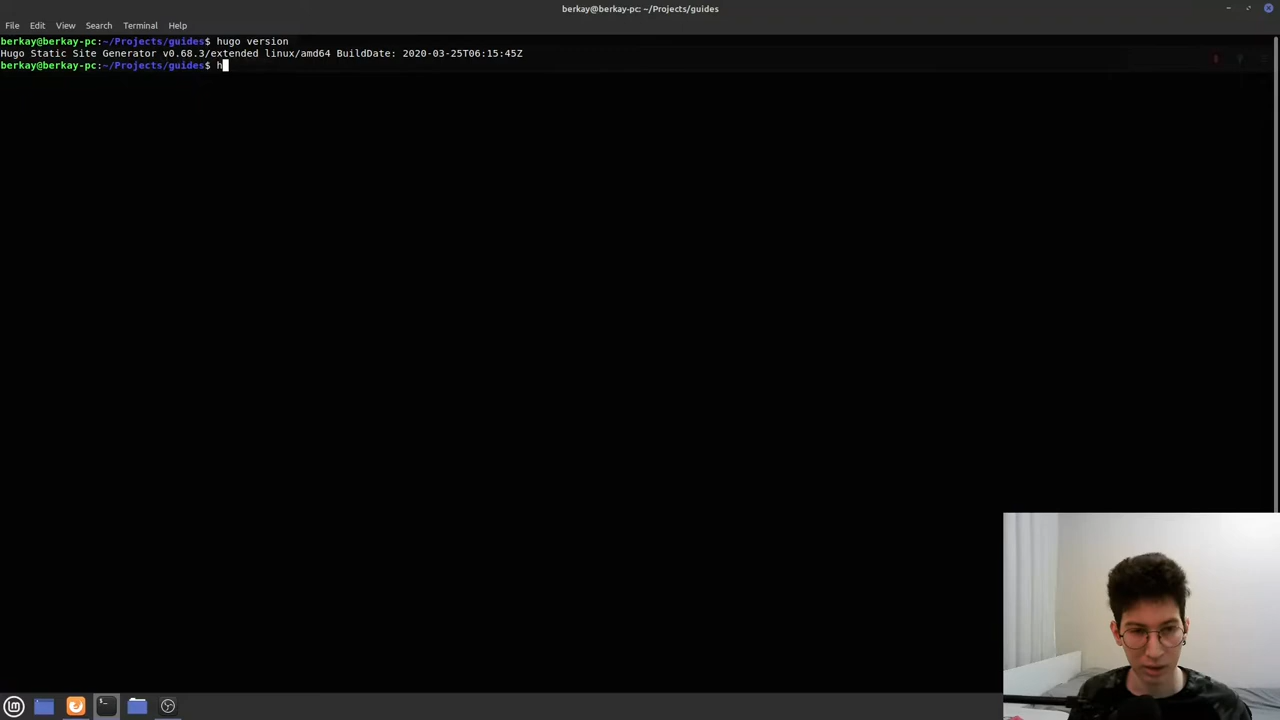 berkay@berkay-pc: ~/Projects/guides
File Edit View Search Terminal Help
berkay@berkay-pc:~/Projects/guides$ hugo version
Hugo Static Site Generator v0.68.3/extended linux/amd64 BuildDate: 2020-03-25T06:15:45Z
berkay@berkay-pc:~/Projects/guides$ h